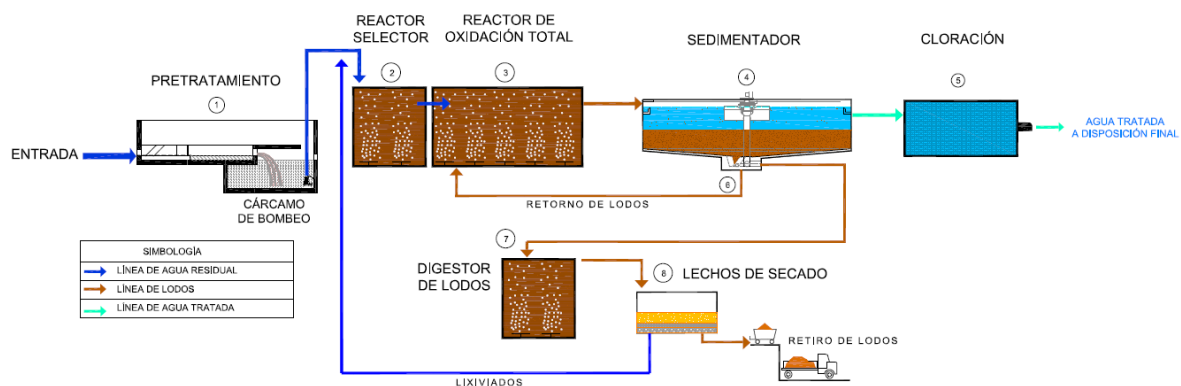 REACTOR
SELECTOR
REACTOR DE
OXIDACIÓN TOTAL
SEDIMENTADOR
CLORACIÓN
PRETRATAMIENTO
1
2
3
4
5
ENTRADA
AGUA TRATADA
A DISPOSICIÓN FINAL
CÁRCAMO
DE BOMBEO
6
RETORNO DE LODOS
SIMBOLOGÍA
LÍNEA DE AGUA RESIDUAL
LÍNEA DE LODOS
LÍNEA DE AGUA TRATADA
7
DIGESTOR
DE LODOS
8
LECHOS DE SECADO
RETIRO DE LODOS
LIXIVIADOS